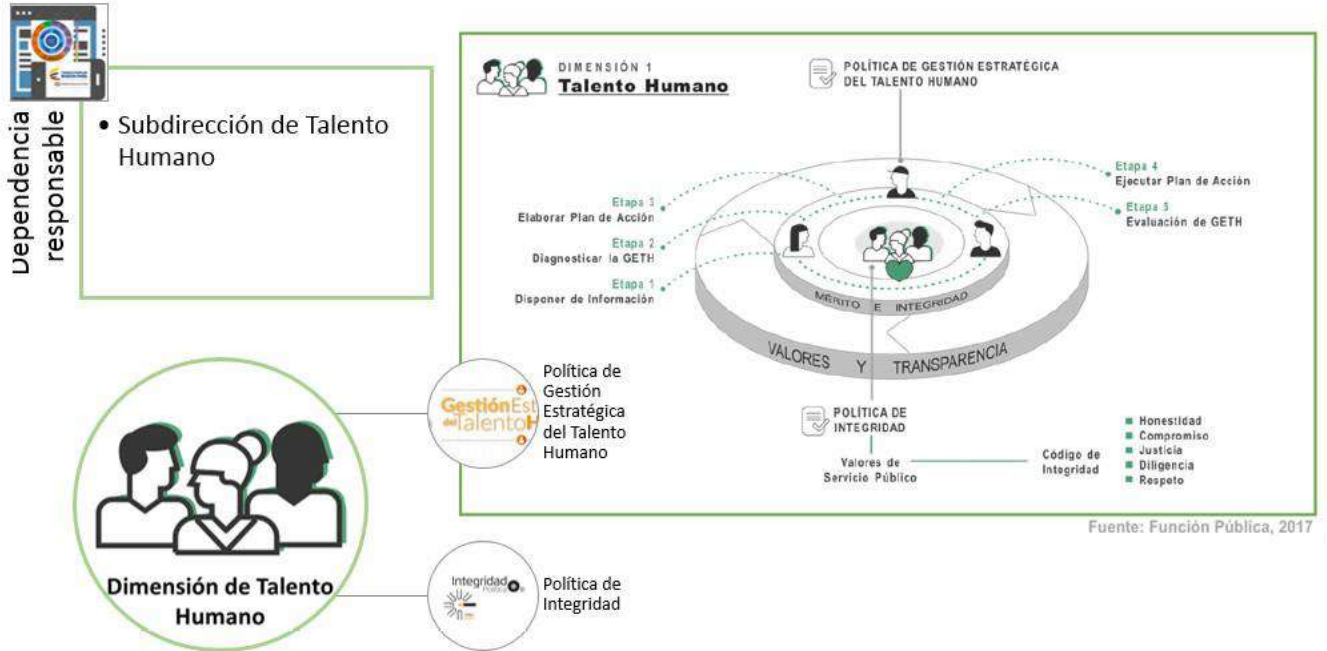 Dependencia
responsable
• Subdirección de Talento
Humano
DIMENSIÓN 1
Talento Humano
POLÍTICA DE GESTIÓN ESTRATÉGICA
DEL TALENTO HUMANO
Etapa 3
Elaborar Plan de Acción
Etapa 2
Diagnosticar la GETH
Etapa 1
Disponer de Información
Etapa 4
Ejecutar Plan de Acción
Etapa 5
Evaluación de GETH
MÉRITO E INTEGRIDAD
VALORES Y TRANSPARENCIA
POLÍTICA DE
INTEGRIDAD
Valores de
Servicio Público
Código de
Integridad
Honestidad
Compromiso
Justicia
Diligencia
Respeto
Fuente: Función Pública, 2017
Dimensión de Talento
Humano
GestiónEst
delTalentoH
Política de
Gestión
Estratégica
del Talento
Humano
Integridad
Política
Política de
Integridad